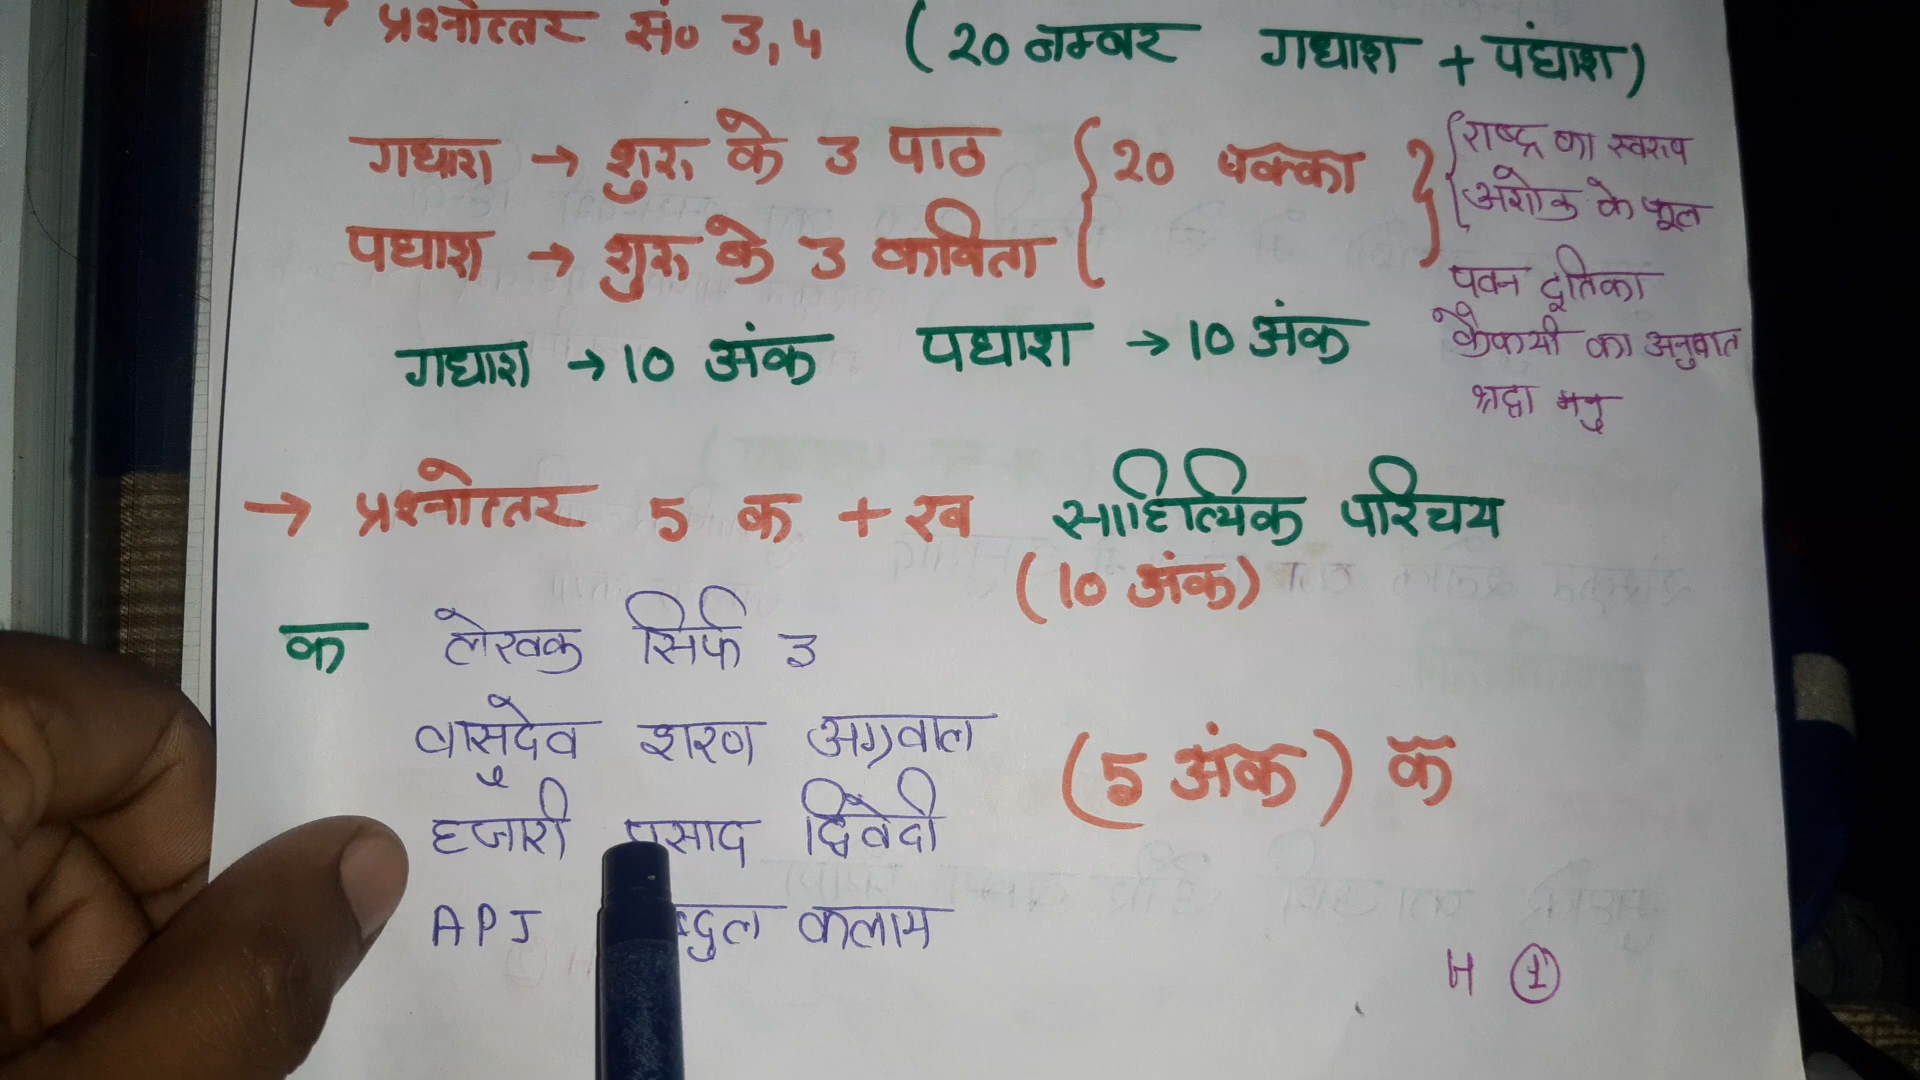 → प्रश्नोत्तर सं० 3,4 (20 नम्बर गद्यांश + पंद्यांश)
गद्यांश → शुरू के 3 पाठ { 20 पक्का }
पद्यांश → शुरू के 3 कविता
{ राष्ट्र का स्वरूप
{ अशोक के फूल
पवन दूतिका
कैकयी का अनुताप
श्रद्धा मनु
गद्यांश → 10 अंक पद्यांश → 10 अंक
→ प्रश्नोत्तर 5 क + ख साहित्यिक परिचय
(10 अंक)
क लेखक सिर्फ 3
वासुदेव शरण अग्रवाल
(5 अंक) क
हजारी प्रसाद द्विवेदी
APJ ब्दुल कलाम
H ①